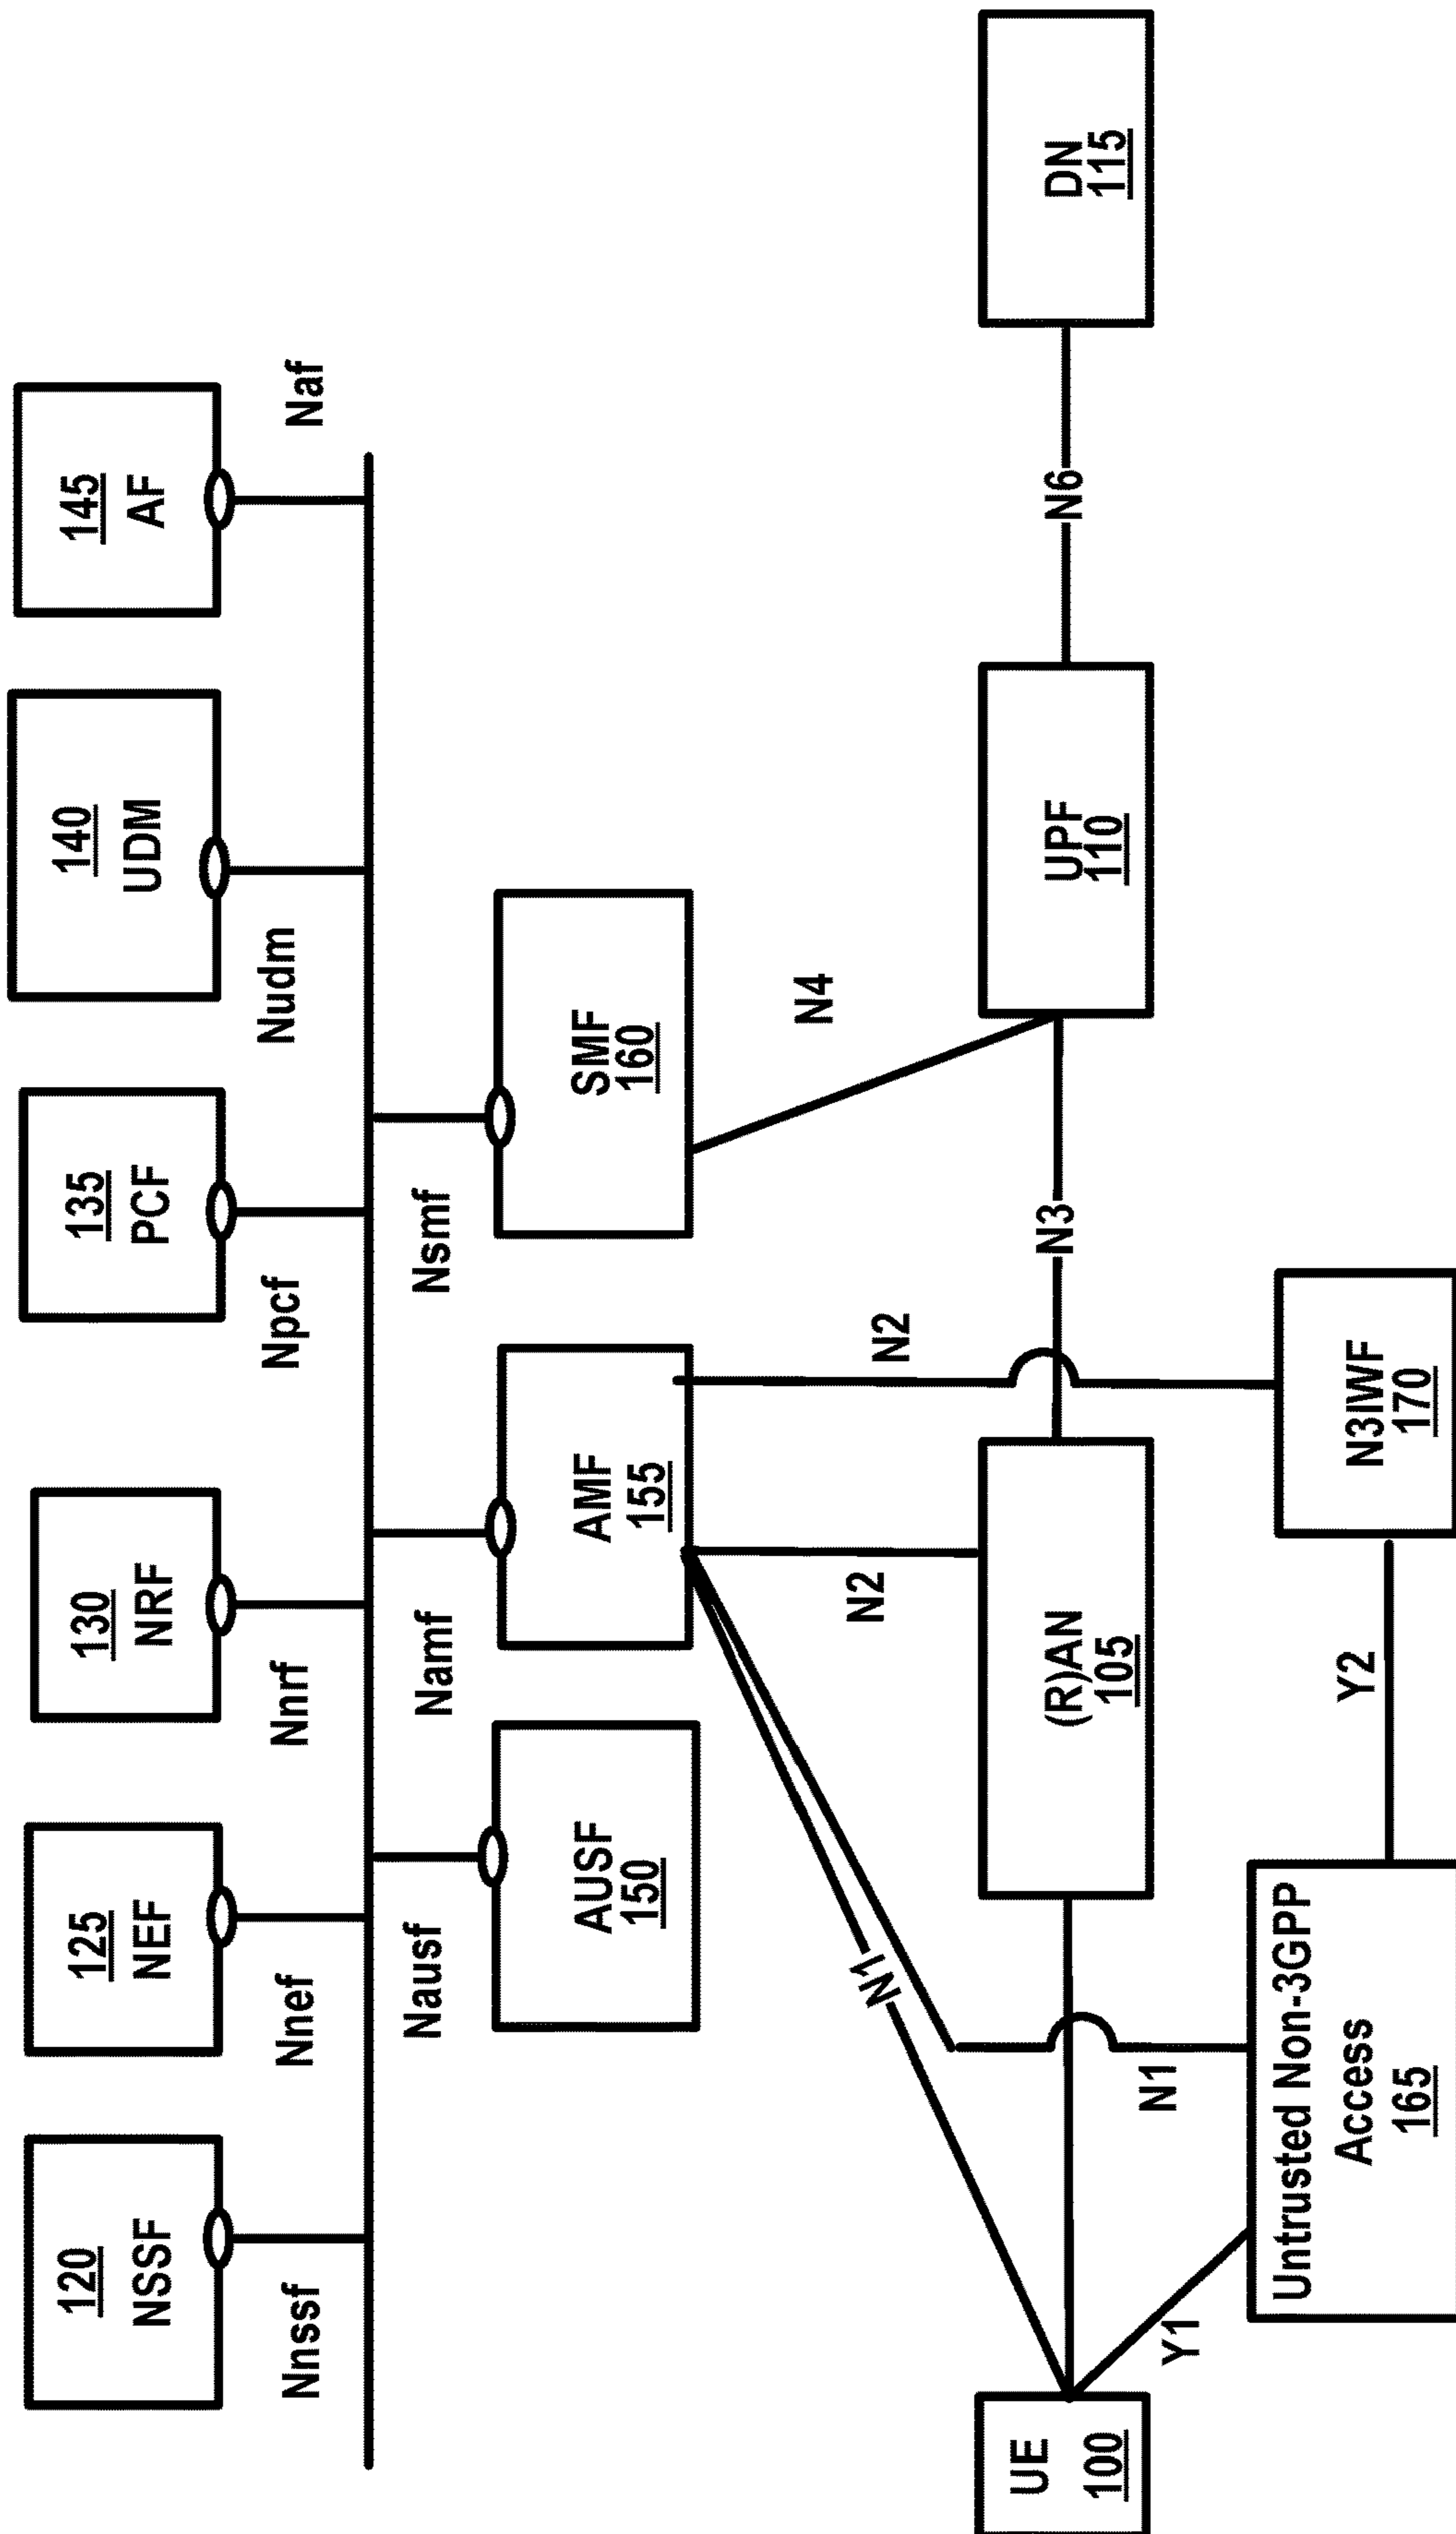 120
NSSF
125
NEF
130
NRF
135
PCF
140
UDM
145
AF
Nnssf
Nnef
Nnrf
Npcf
Nudm
Naf
Nausf
Namf
Nsmf
AUSF
150
AMF
155
SMF
160
N1
N2
N2
N4
UE
100
(R)AN
105
N3
UPF
110
N6
DN
115
Y1
N1
Untrusted Non-3GPP
Access
165
Y2
N3IWF
170